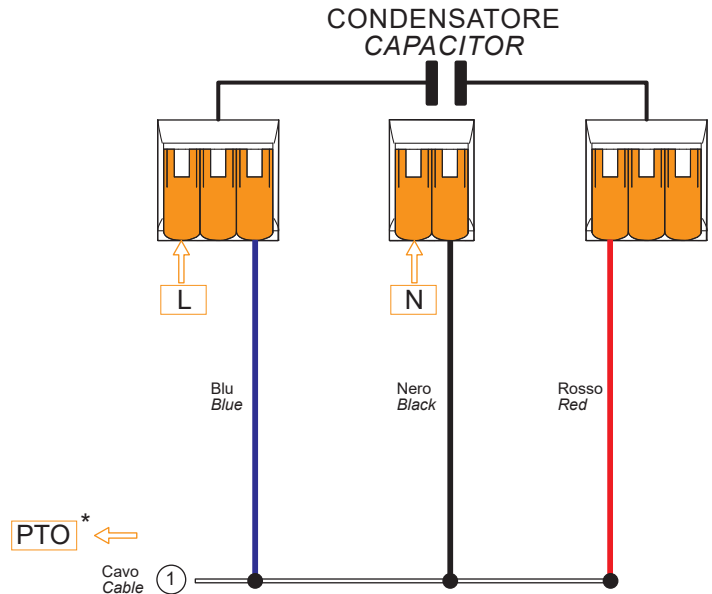 CONDENSATORE
CAPACITOR
L
N
Blu
Blue
Nero
Black
Rosso
Red
PTO *
Cavo
Cable
1